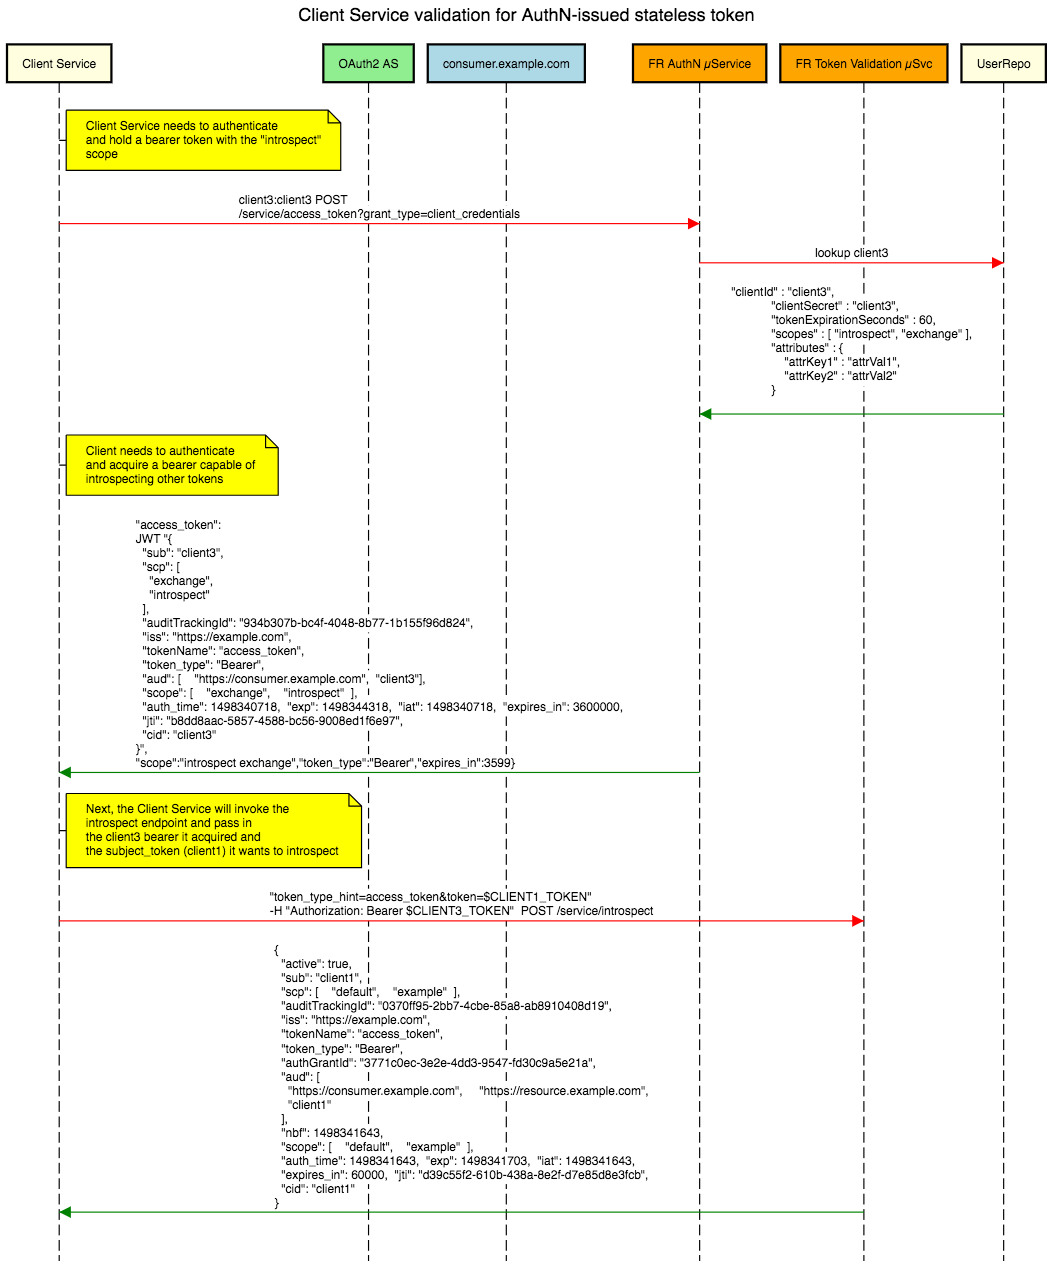 Client Service validation for AuthN-issued stateless token
Client Service
OAuth2 AS
consumer.example.com
FR AuthN µService
FR Token Validation µSvc
UserRepo
Client Service needs to authenticate
and hold a bearer token with the "introspect"
scope
client3:client3 POST
/service/access_token?grant_type=client_credentials
lookup client3
"clientId" : "client3",
"clientSecret" : "client3",
"tokenExpirationSeconds" : 60,
"scopes" : [ "introspect", "exchange" ],
"attributes" : {
"attrKey1" : "attrVal1",
"attrKey2" : "attrVal2"
}
Client needs to authenticate
and acquire a bearer capable of
introspecting other tokens
"access_token":
JWT "{
"sub": "client3",
"scp": [
"exchange",
"introspect"
],
"auditTrackingId": "934b307b-bc4f-4048-8b77-1b155f96d824",
"iss": "https://example.com",
"tokenName": "access_token",
"token_type": "Bearer",
"aud": [    "https://consumer.example.com",  "client3"],
"scope": [    "exchange",    "introspect"  ],
"auth_time": 1498340718,  "exp": 1498344318,  "iat": 1498340718,  "expires_in": 3600000,
"jti": "b8dd8aac-5857-4588-bc56-9008ed1f6e97",
"cid": "client3"
}",
"scope":"introspect exchange","token_type":"Bearer","expires_in":3599}
Next, the Client Service will invoke the
introspect endpoint and pass in
the client3 bearer it acquired and
the subject_token (client1) it wants to introspect
"token_type_hint=access_token&token=$CLIENT1_TOKEN"
-H "Authorization: Bearer $CLIENT3_TOKEN"  POST /service/introspect
{
"active": true,
"sub": "client1",
"scp": [    "default",    "example"  ],
"auditTrackingId": "0370ff95-2bb7-4cbe-85a8-ab8910408d19",
"iss": "https://example.com",
"tokenName": "access_token",
"token_type": "Bearer",
"authGrantId": "3771c0ec-3e2e-4dd3-9547-fd30c9a5e21a",
"aud": [
"https://consumer.example.com",     "https://resource.example.com",
"client1"
],
"nbf": 1498341643,
"scope": [    "default",    "example"  ],
"auth_time": 1498341643,  "exp": 1498341703,  "iat": 1498341643,
"expires_in": 60000,  "jti": "d39c55f2-610b-438a-8e2f-d7e85d8e3fcb",
"cid": "client1"
}